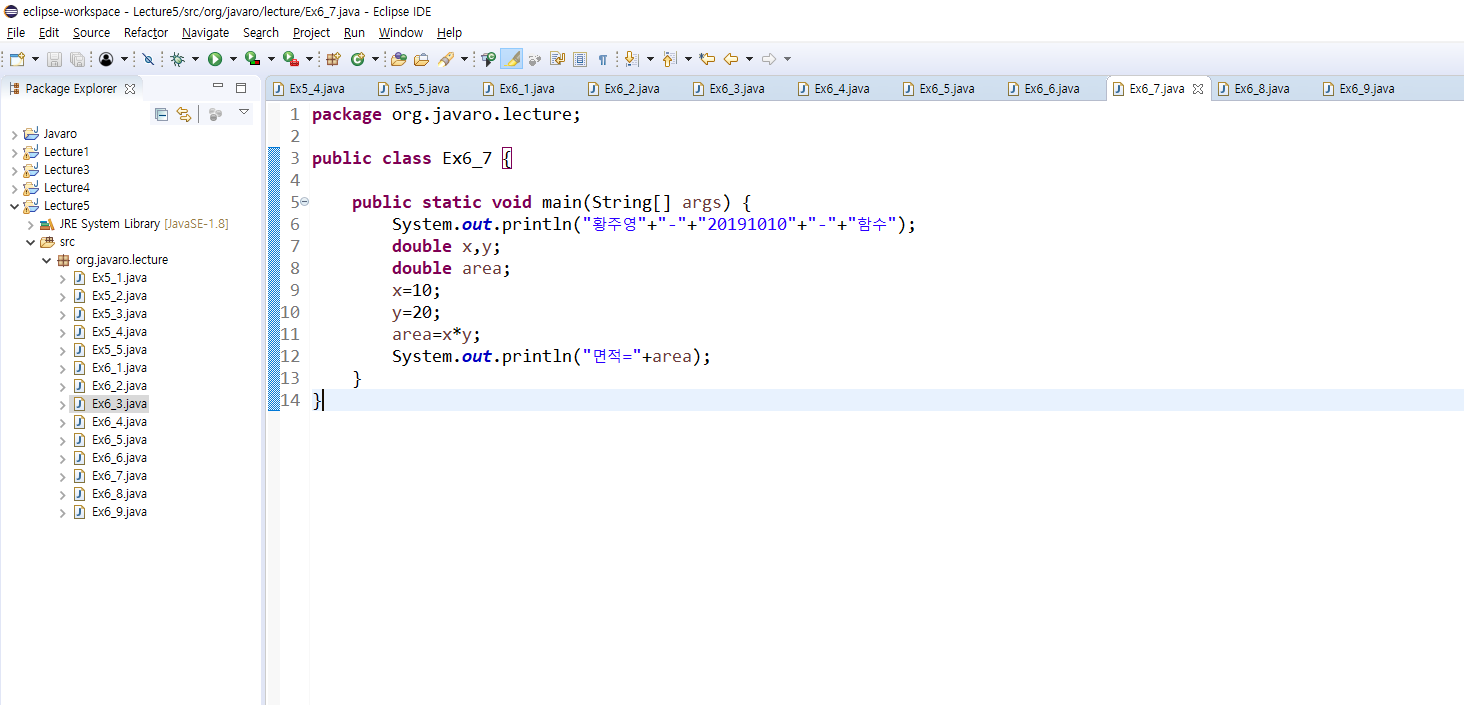 eclipse-workspace - Lecture5/src/org/javaro/lecture/Ex6_7.java - Eclipse IDE
File Edit Source Refactor Navigate Search Project Run Window Help
Package Explorer
Javaro
Lecture1
Lecture3
Lecture4
Lecture5
JRE System Library [JavaSE-1.8]
src
org.javaro.lecture
Ex5_1.java
Ex5_2.java
Ex5_3.java
Ex5_4.java
Ex5_5.java
Ex6_1.java
Ex6_2.java
Ex6_3.java
Ex6_4.java
Ex6_5.java
Ex6_6.java
Ex6_7.java
Ex6_8.java
Ex6_9.java
Ex5_4.java Ex5_5.java Ex6_1.java Ex6_2.java Ex6_3.java Ex6_4.java Ex6_5.java Ex6_6.java Ex6_7.java Ex6_8.java Ex6_9.java
1 package org.javaro.lecture;
2
3 public class Ex6_7 {
4
5 public static void main(String[] args) {
6 System.out.println("황주영"+"-"+"20191010"+"-"+"함수");
7 double x,y;
8 double area;
9 x=10;
10 y=20;
11 area=x*y;
12 System.out.println("면적="+area);
13 }
14 }